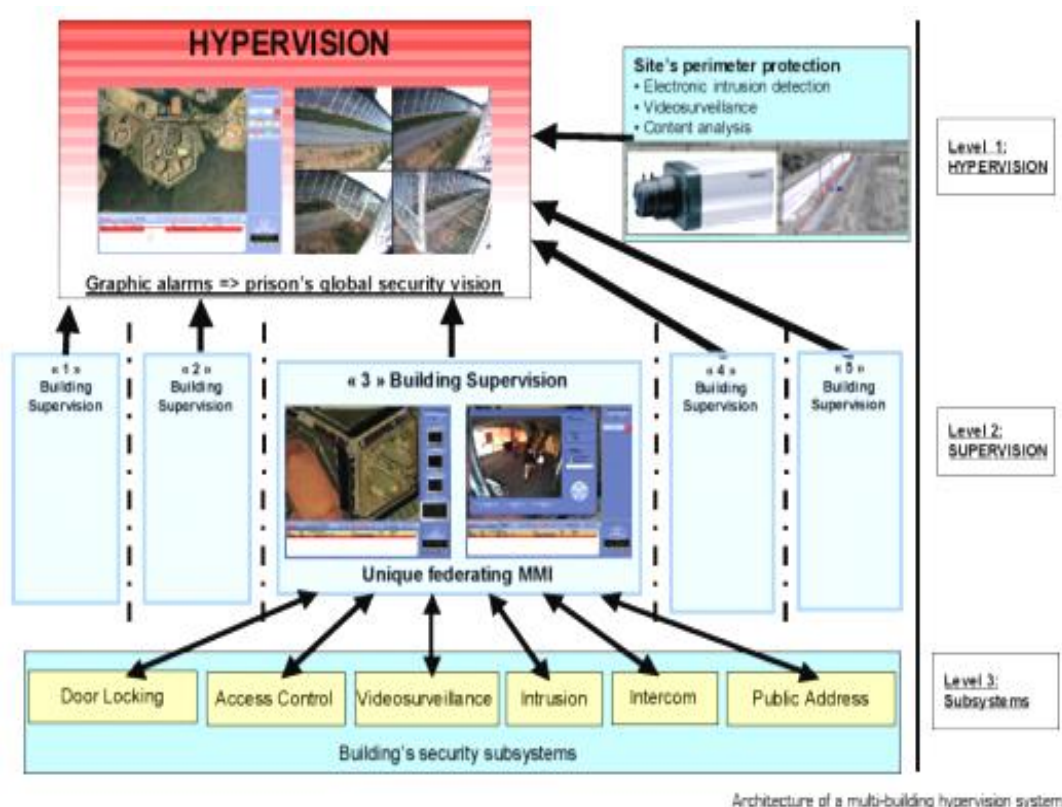 HYPERVISION
Graphic alarms => prison's global security vision
Site's perimeter protection
• Electronic intrusion detection
• Videosurveillance
• Content analysis
Level 1:
HYPERVISION
« 1 »
Building
Supervision
« 2 »
Building
Supervision
« 3 » Building Supervision
Unique federating MMI
« 4 »
Building
Supervision
« 5 »
Building
Supervision
Level 2:
SUPERVISION
Door Locking
Access Control
Videosurveillance
Intrusion
Intercom
Public Address
Building's security subsystems
Level 3:
Subsystems
Architecture of a multi-building hypervision system